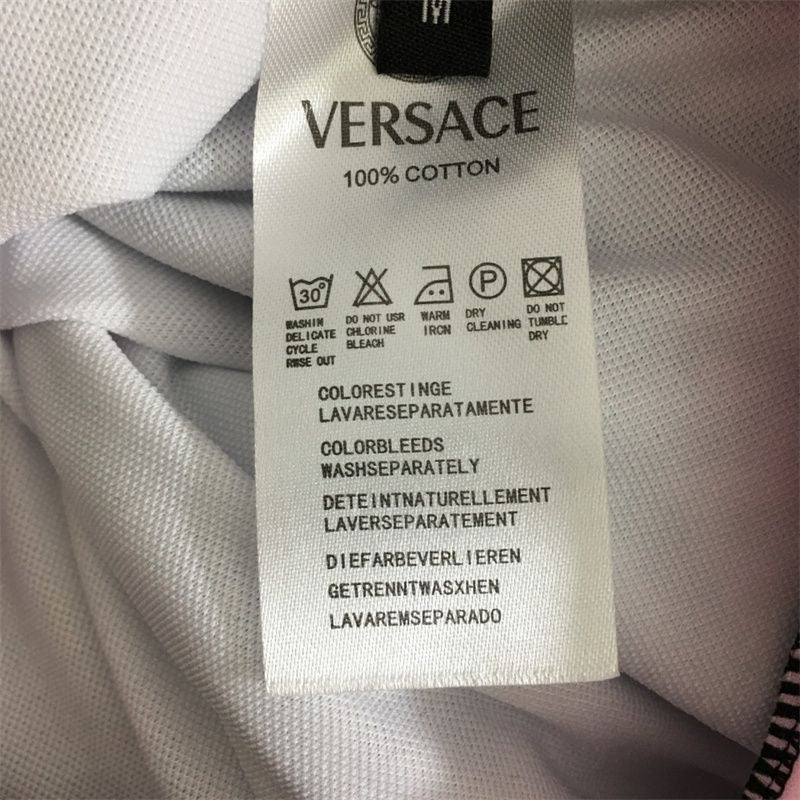 M
VERSACE
100% COTTON
30°
P
WASHIN
DELICATE
CYCLE
RINSE OUT
DO NOT USR
CHLORINE
BLEACH
WARM
IRCN
DRY
CLEANING
DO NOT
TUMBLE
DRY
COLORESTINGE
LAVARESEPARATAMENTE
COLORBLEEDS
WASHSEPARATELY
DETEINTNATURELLEMENT
LAVERSEPARATEMENT
DIEFARBEVERLIEREN
GETRENNTWASXHEN
LAVAREMSEPARADO